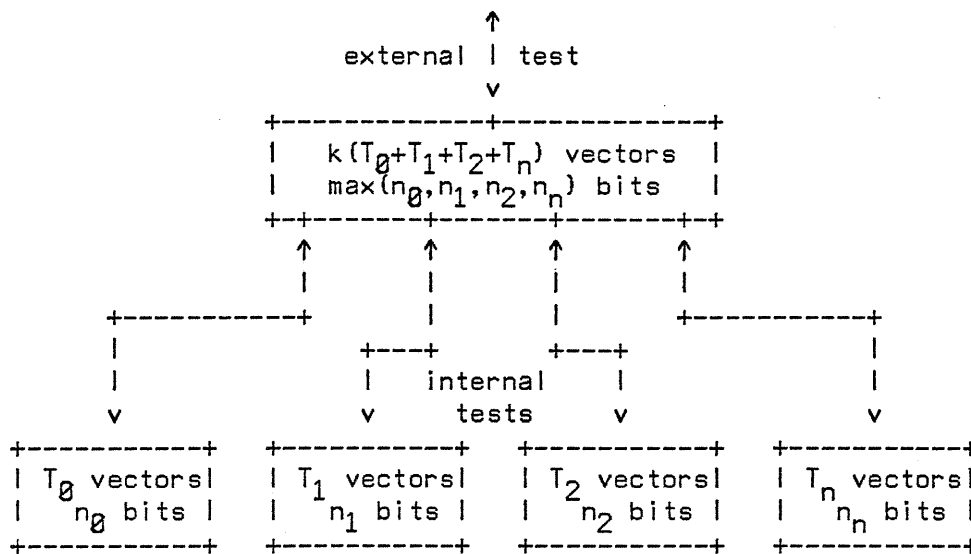 external | test
k(T0+T1+T2+Tn) vectors
max(n0,n1,n2,nn) bits
internal
tests
T0 vectors
n0 bits
T1 vectors
n1 bits
T2 vectors
n2 bits
Tn vectors
nn bits